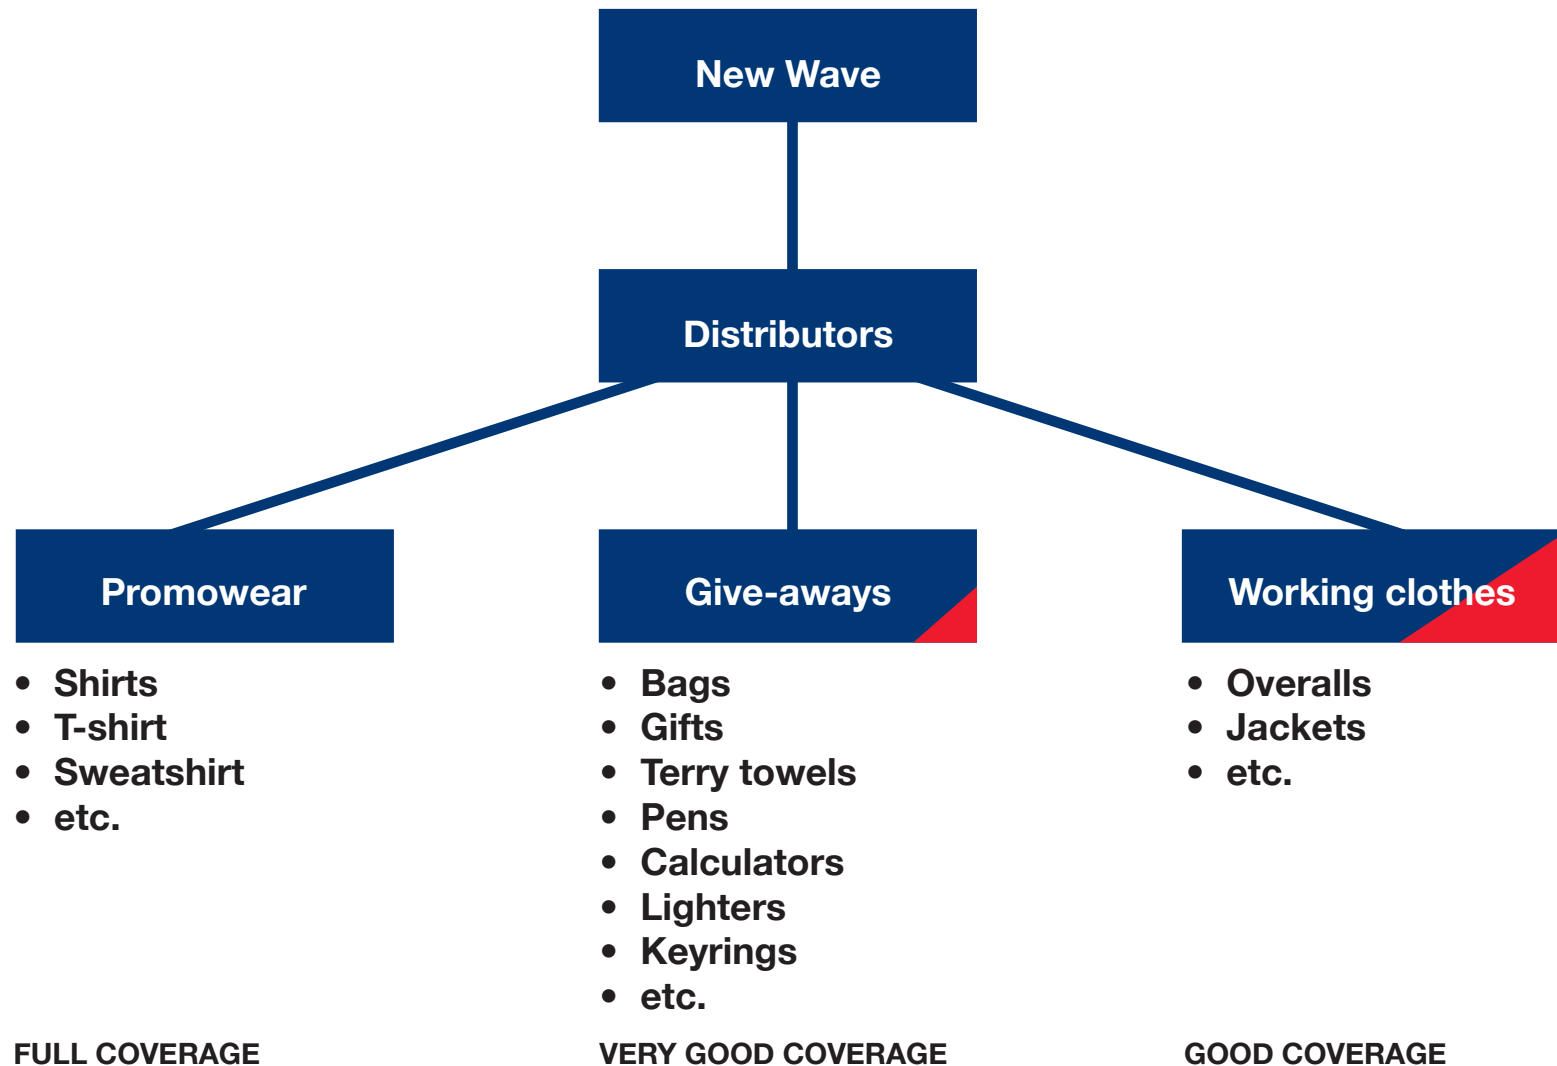 New Wave
Distributors
Promowear
• Shirts
• T-shirt
• Sweatshirt
• etc.
FULL COVERAGE
Give-aways
• Bags
• Gifts
• Terry towels
• Pens
• Calculators
• Lighters
• Keyrings
• etc.
VERY GOOD COVERAGE
Working clothes
• Overalls
• Jackets
• etc.
GOOD COVERAGE